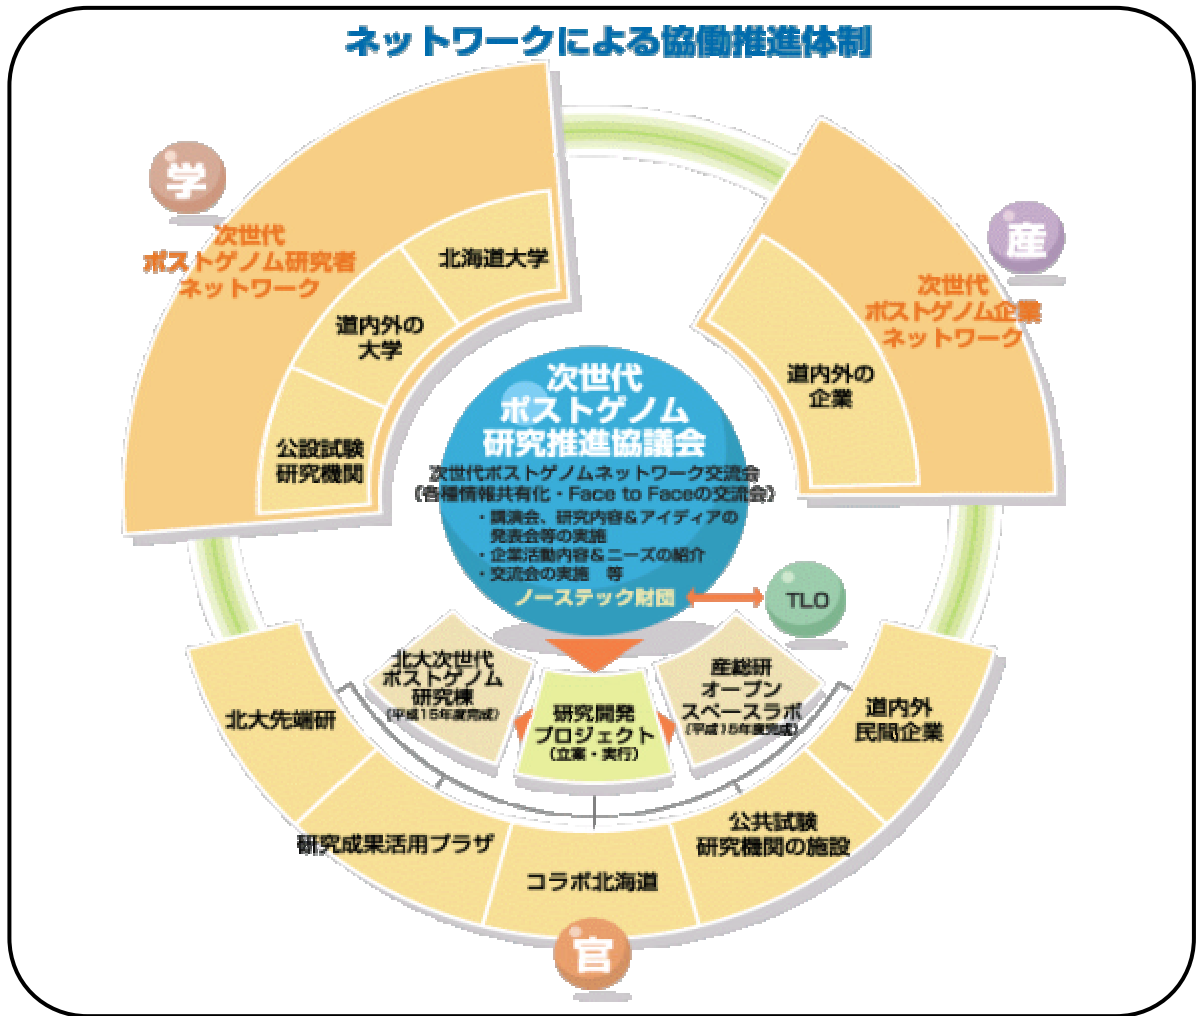 ネットワークによる協働推進体制
学
次世代
ポストゲノム研究者
ネットワーク
北海道大学
道内外の
大学
公設試験
研究機関
産
次世代
ポストゲノム企業
ネットワーク
道内外の
企業
次世代
ポストゲノム
研究推進協議会
次世代ポストゲノムネットワーク交流会
(各種情報共有化・Face to Faceの交流会)
・講演会、研究内容＆アイディアの
発表会等の実施
・企業活動内容＆ニーズの紹介
・交流会の実施　等
ノーステック財団
TLO
北大次世代
ポストゲノム
研究棟
(平成15年度完成)
研究開発
プロジェクト
(立案・実行)
産総研
オープン
スペースラボ
(平成15年度完成)
北大先端研
研究成果活用プラザ
コラボ北海道
公共試験
研究機関の施設
道内外
民間企業
官